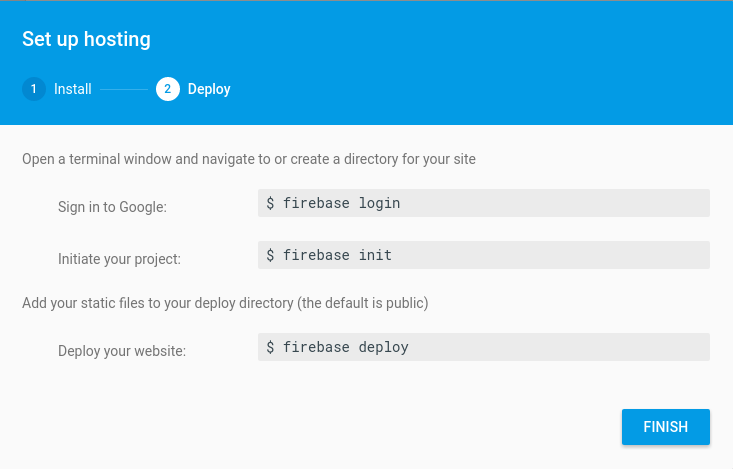 Set up hosting
1 Install 2 Deploy
Open a terminal window and navigate to or create a directory for your site
Sign in to Google: $ firebase login
Initiate your project: $ firebase init
Add your static files to your deploy directory (the default is public)
Deploy your website: $ firebase deploy
FINISH